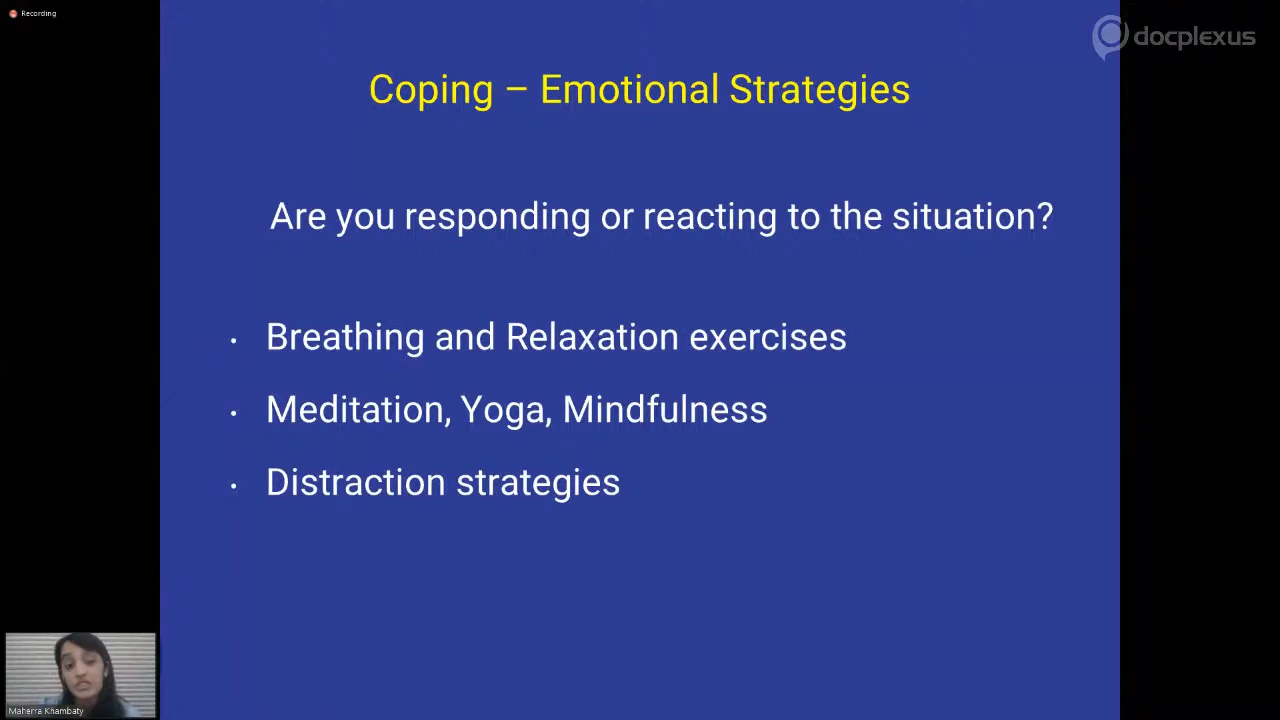 Recording
docplexus
Coping – Emotional Strategies
Are you responding or reacting to the situation?
• Breathing and Relaxation exercises
• Meditation, Yoga, Mindfulness
• Distraction strategies
Maherra Khambaty